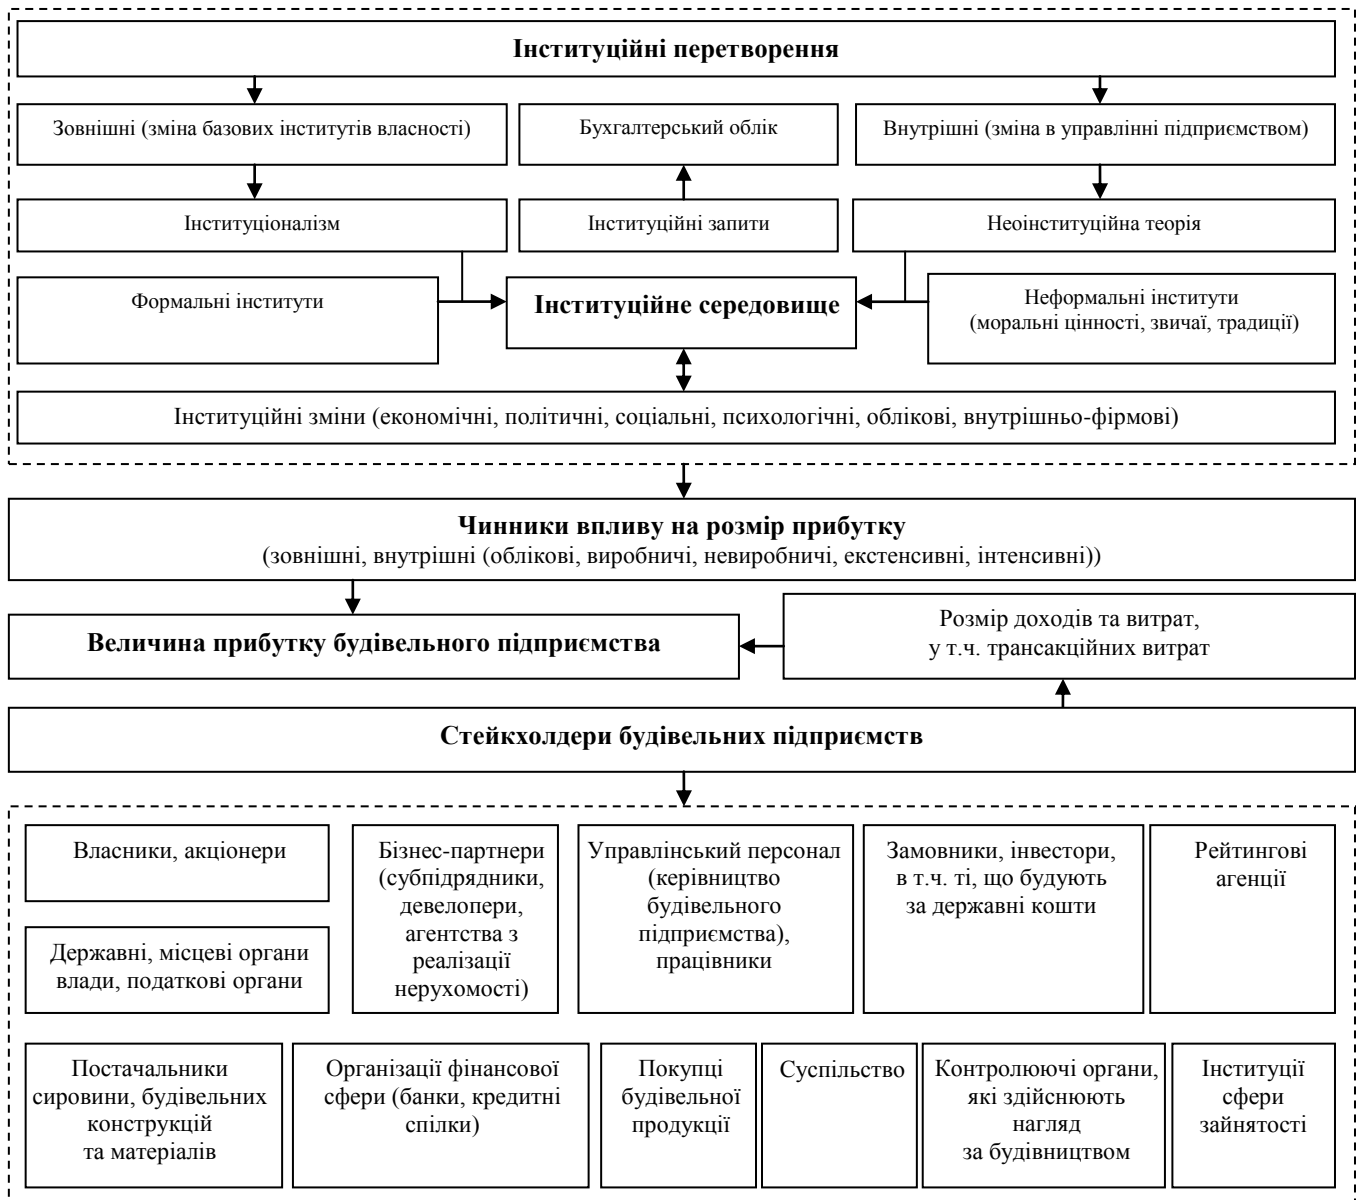 Інституційні перетворення
Зовнішні (зміна базових інститутів власності)
Бухгалтерський облік
Внутрішні (зміна в управлінні підприємством)
Інституціоналізм
Інституційні запити
Неоінституційна теорія
Формальні інститути
Інституційне середовище
Неформальні інститути
(моральні цінності, звичаї, традиції)
Інституційні зміни (економічні, політичні, соціальні, психологічні, облікові, внутрішньо-фірмові)
Чинники впливу на розмір прибутку
(зовнішні, внутрішні (облікові, виробничі, невиробничі, екстенсивні, інтенсивні))
Величина прибутку будівельного підприємства
Розмір доходів та витрат,
у т.ч. трансакційних витрат
Стейкхолдери будівельних підприємств
Власники, акціонери
Державні, місцеві органи
влади, податкові органи
Бізнес-партнери
(субпідрядники,
девелопери,
агентства з
реалізації
нерухомості)
Управлінський персонал
(керівництво
будівельного
підприємства),
працівники
Замовники, інвестори,
в т.ч. ті, що будують
за державні кошти
Рейтингові
агенції
Постачальники
сировини, будівельних
конструкцій
та матеріалів
Організації фінансової
сфери (банки, кредитні
спілки)
Покупці
будівельної
продукції
Суспільство
Контролюючі органи,
які здійснюють
нагляд
за будівництвом
Інституції
сфери
зайнятості